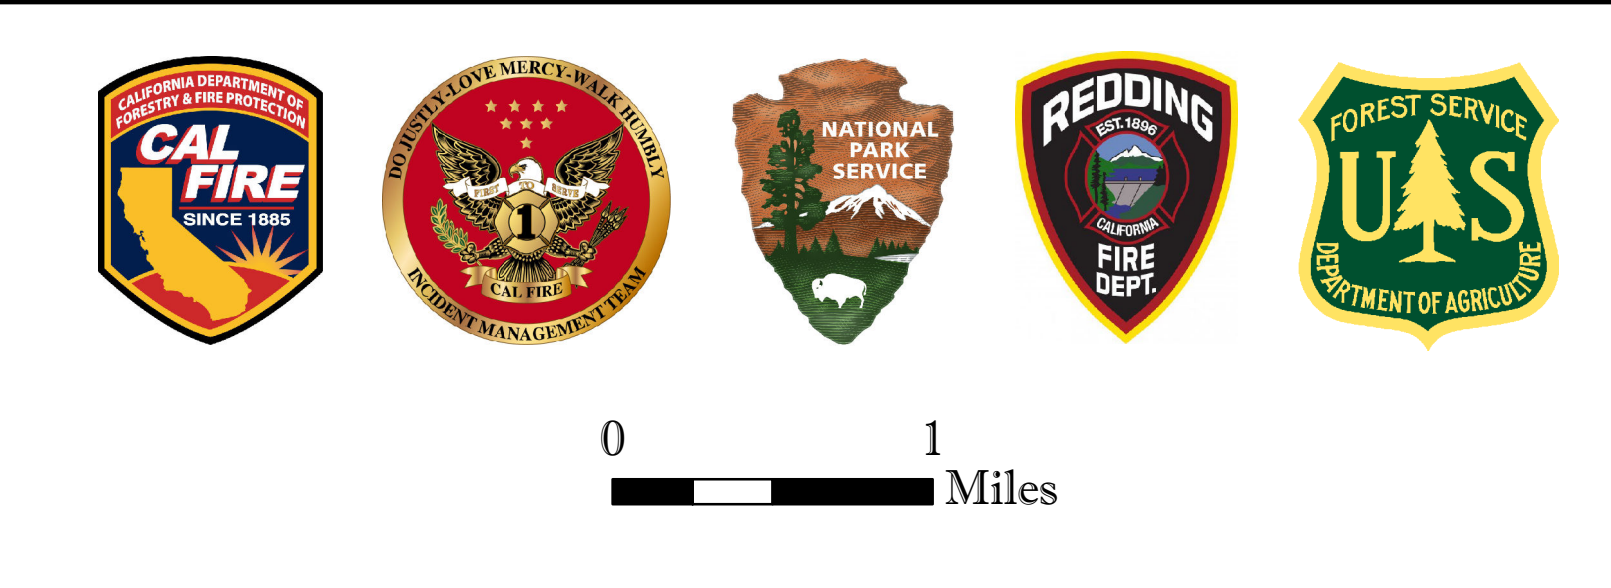 CALIFORNIA DEPARTMENT OF
FORESTRY & FIRE PROTECTION
CAL
FIRE
SINCE 1885
DO JUSTLY-LOVE MERCY-WALK HUMBLY
FIRST TO SERVE
1
CAL FIRE
INCIDENT MANAGEMENT TEAM
NATIONAL
PARK
SERVICE
REDDING
EST. 1896
CALIFORNIA
FIRE
DEPT.
FOREST SERVICE
U S
DEPARTMENT OF AGRICULTURE
0 1
Miles